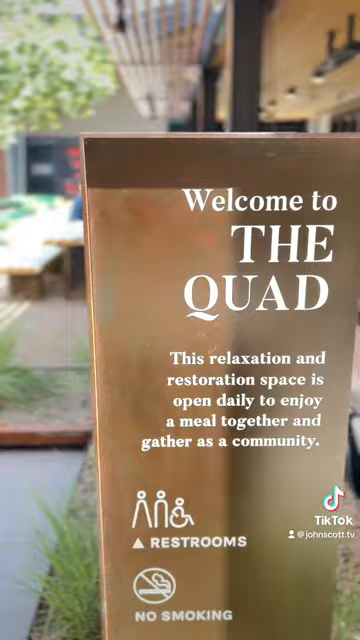 Welcome to
THE
QUAD
This relaxation and
restoration space is
open daily to enjoy
a meal together and
gather as a community.
RESTROOMS
NO SMOKING
TikTok
@johnscott.tv